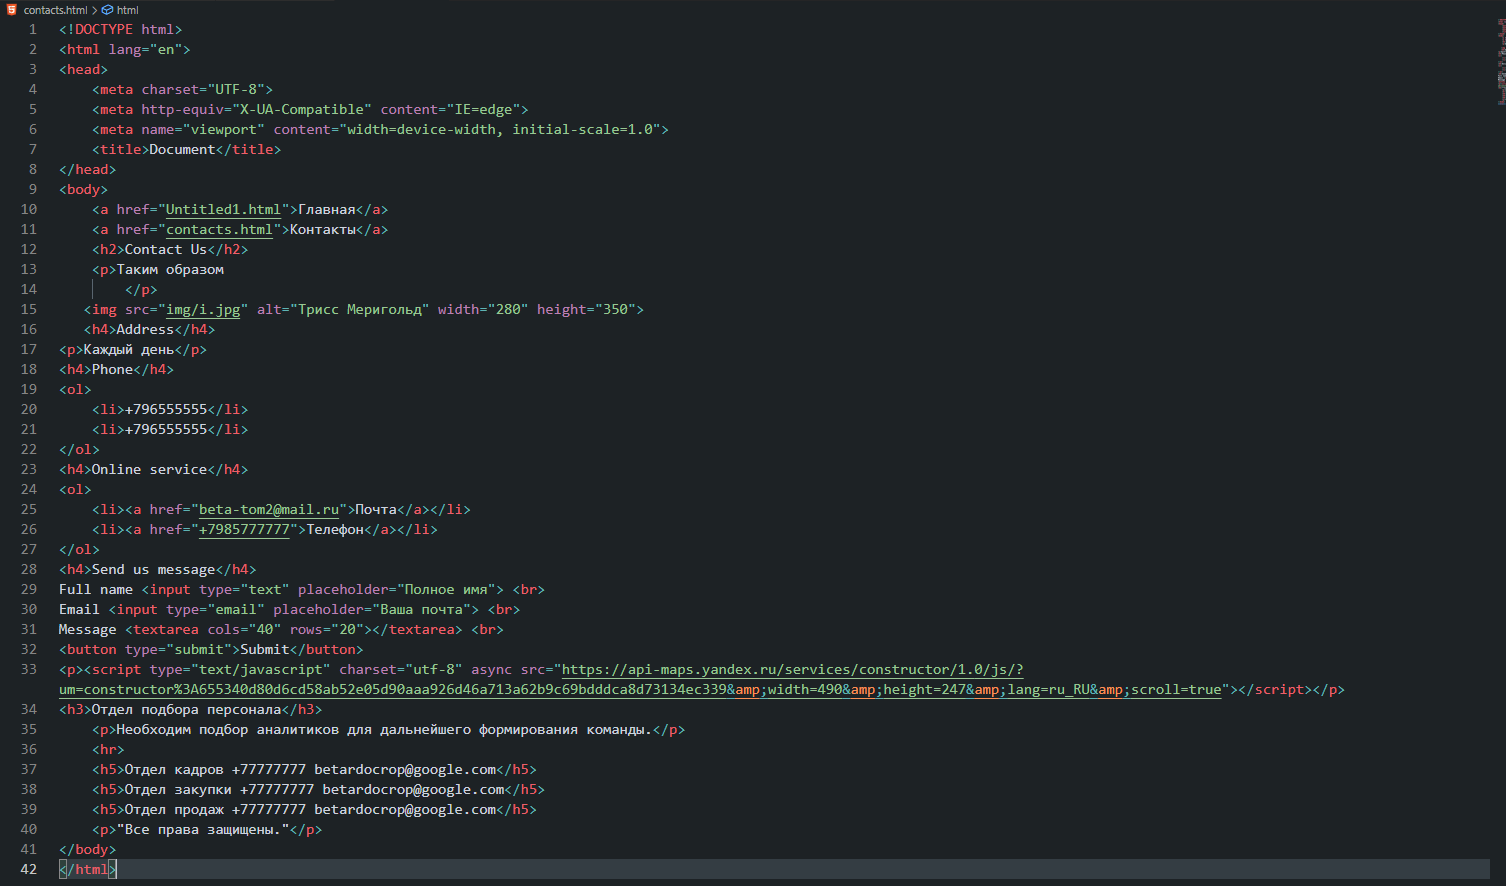 contacts.html > html
1 <!DOCTYPE html>
2 <html lang="en">
3 <head>
4 <meta charset="UTF-8">
5 <meta http-equiv="X-UA-Compatible" content="IE=edge">
6 <meta name="viewport" content="width=device-width, initial-scale=1.0">
7 <title>Document</title>
8 </head>
9 <body>
10 <a href="Untitled1.html">Главная</a>
11 <a href="contacts.html">Контакты</a>
12 <h2>Contact Us</h2>
13 <p>Таким образом
14 </p>
15 <img src="img/i.jpg" alt="Трисс Меригольд" width="280" height="350">
16 <h4>Address</h4>
17 <p>Каждый день</p>
18 <h4>Phone</h4>
19 <ol>
20 <li>+796555555</li>
21 <li>+796555555</li>
22 </ol>
23 <h4>Online service</h4>
24 <ol>
25 <li><a href="beta-tom2@mail.ru">Почта</a></li>
26 <li><a href="+7985777777">Телефон</a></li>
27 </ol>
28 <h4>Send us message</h4>
29 Full name <input type="text" placeholder="Полное имя"> <br>
30 Email <input type="email" placeholder="Ваша почта"> <br>
31 Message <textarea cols="40" rows="20"></textarea> <br>
32 <button type="submit">Submit</button>
33 <p><script type="text/javascript" charset="utf-8" async src="https://api-maps.yandex.ru/services/constructor/1.0/js/?
um=constructor%3A655340d80d6cd58ab52e05d90aaa926d46a713a62b9c69bdddca8d73134ec339&amp;width=490&amp;height=247&amp;lang=ru_RU&amp;scroll=true"></script></p>
34 <h3>Отдел подбора персонала</h3>
35 <p>Необходим подбор аналитиков для дальнейшего формирования команды.</p>
36 <hr>
37 <h5>Отдел кадров +77777777 betardocrop@google.com</h5>
38 <h5>Отдел закупки +77777777 betardocrop@google.com</h5>
39 <h5>Отдел продаж +77777777 betardocrop@google.com</h5>
40 <p>"Все права защищены."</p>
41 </body>
42 </html>